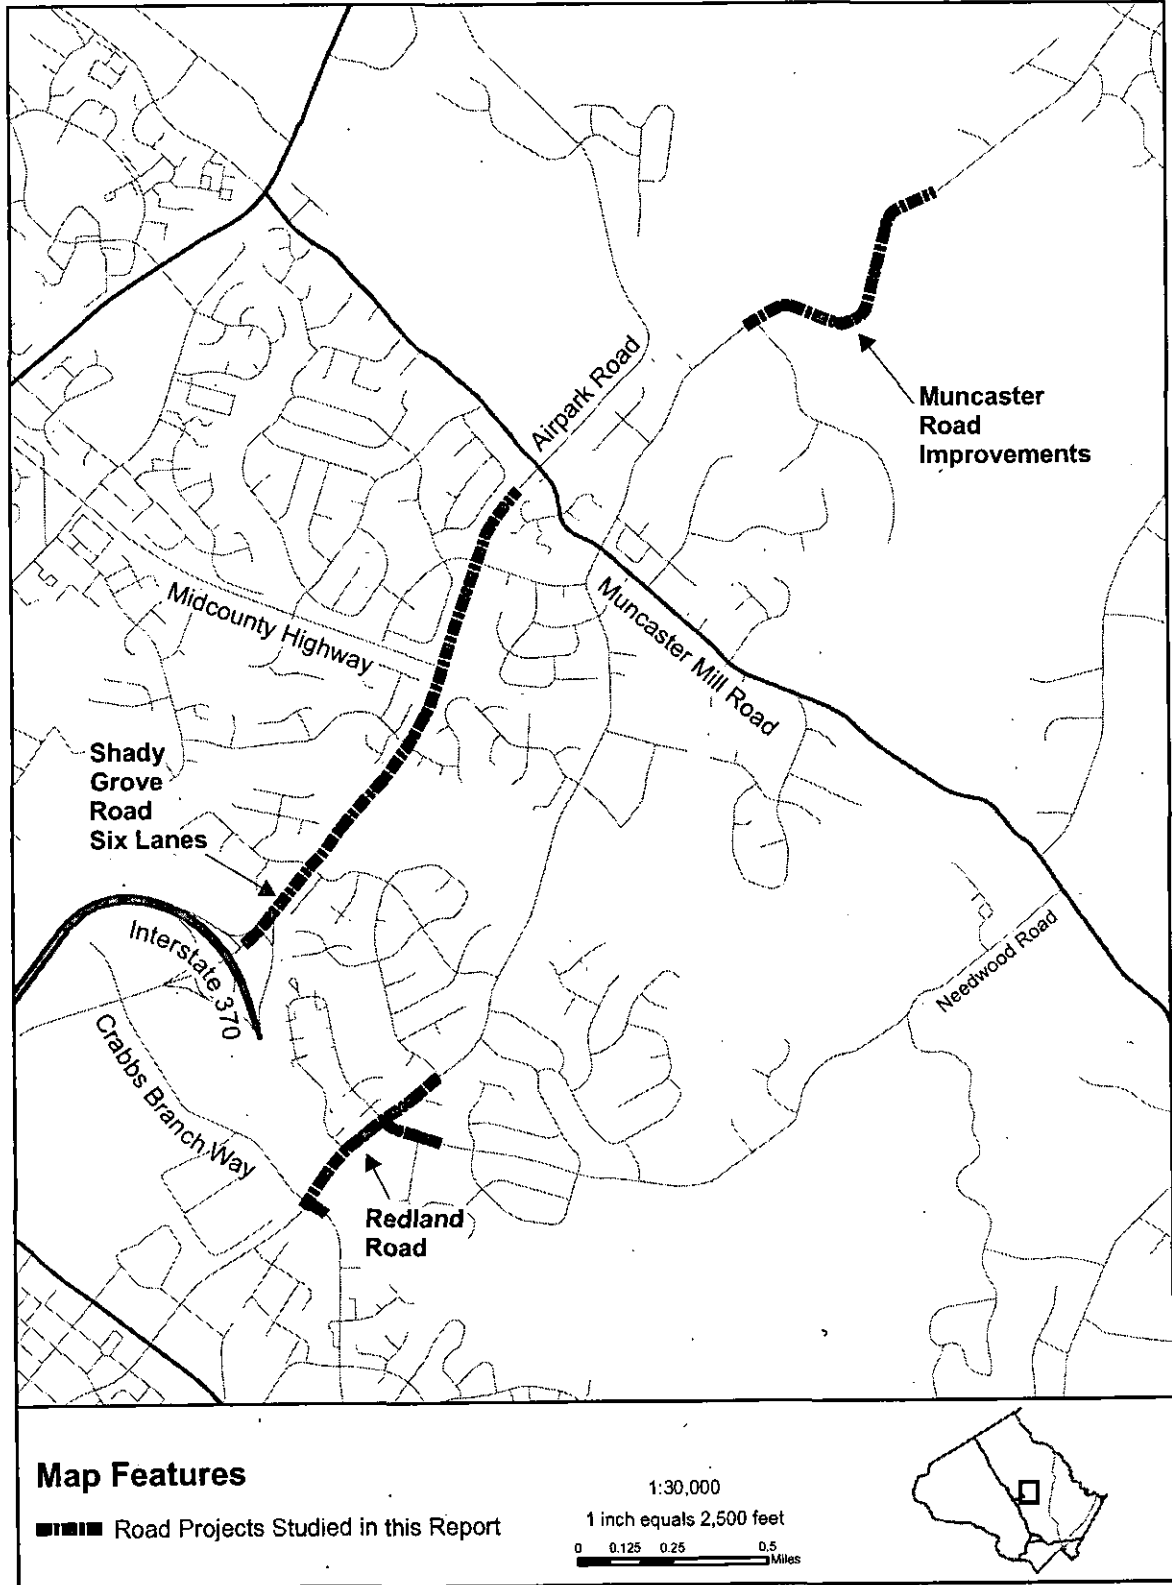 Airpark Road
Muncaster
Road
Improvements
Midcounty Highway
Muncaster Mill Road
Shady
Grove
Road
Six Lanes
Interstate 370
Needwood Road
Crabbs Branch Way
Redland
Road
Map Features
Road Projects Studied in this Report
1:30,000
1 inch equals 2,500 feet
0 0.125 0.25 0.5
Miles